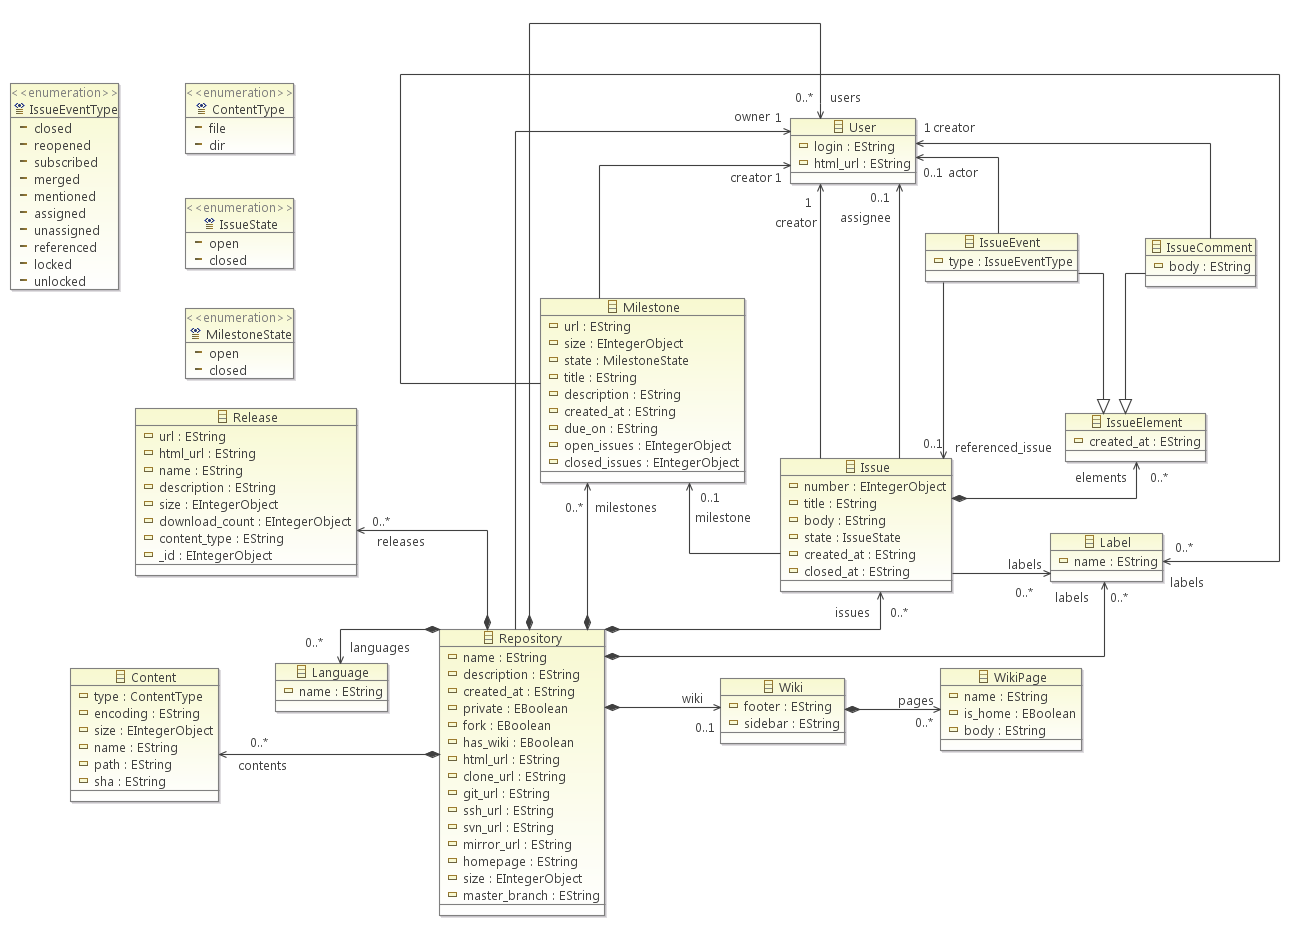 <<enumeration>>
IssueEventType
closed
reopened
subscribed
merged
mentioned
assigned
unassigned
referenced
locked
unlocked
<<enumeration>>
ContentType
file
dir
<<enumeration>>
IssueState
open
closed
<<enumeration>>
MilestoneState
open
closed
0..* users
owner 1
creator 1
User
login : EString
html_url : EString
1 creator
0..1 actor
1
creator
0..1
assignee
IssueEvent
type : IssueEventType
IssueComment
body : EString
Milestone
url : EString
size : EIntegerObject
state : MilestoneState
title : EString
description : EString
created_at : EString
due_on : EString
open_issues : EIntegerObject
closed_issues : EIntegerObject
Release
url : EString
html_url : EString
name : EString
description : EString
size : EIntegerObject
download_count : EIntegerObject
content_type : EString
_id : EIntegerObject
0..*
releases
0..* milestones
0..1
milestone
0..1 referenced_issue
IssueElement
created_at : EString
elements 0..*
Issue
number : EIntegerObject
title : EString
body : EString
state : IssueState
created_at : EString
closed_at : EString
labels
0..*
Label
name : EString
0..*
labels
labels 0..*
issues 0..*
0..* languages
Language
name : EString
Content
type : ContentType
encoding : EString
size : EIntegerObject
name : EString
path : EString
sha : EString
0..*
contents
Repository
name : EString
description : EString
created_at : EString
private : EBoolean
fork : EBoolean
has_wiki : EBoolean
html_url : EString
clone_url : EString
git_url : EString
ssh_url : EString
svn_url : EString
mirror_url : EString
homepage : EString
size : EIntegerObject
master_branch : EString
wiki
0..1
Wiki
footer : EString
sidebar : EString
pages
0..*
WikiPage
name : EString
is_home : EBoolean
body : EString